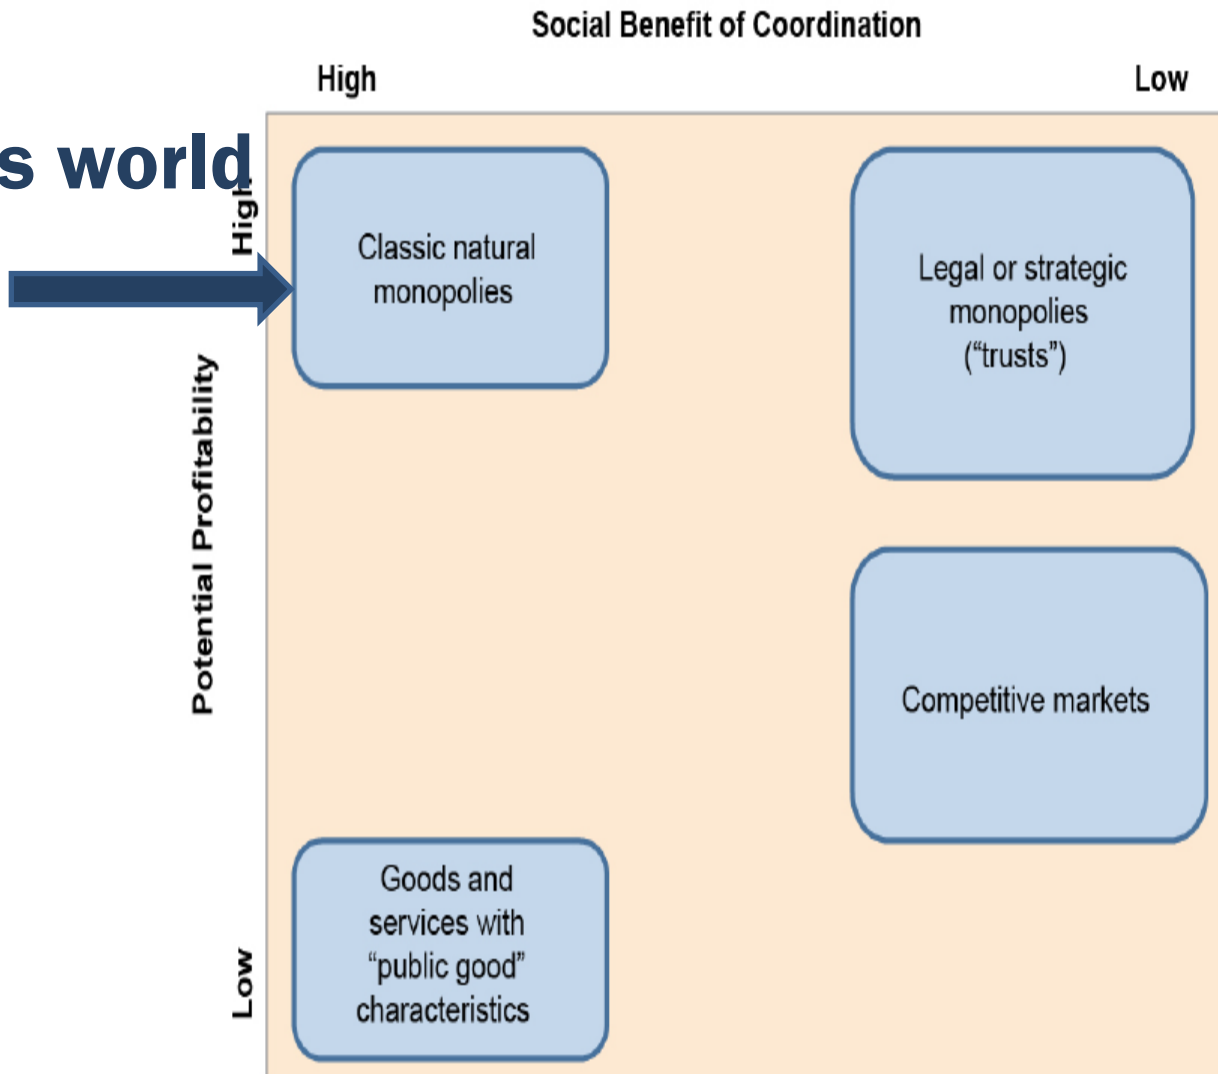 Social Benefit of Coordination
High
Low
s world
High
Classic natural
monopolies
Legal or strategic
monopolies
(“trusts”)
Potential Profitability
Competitive markets
Goods and
services with
“public good”
characteristics
Low